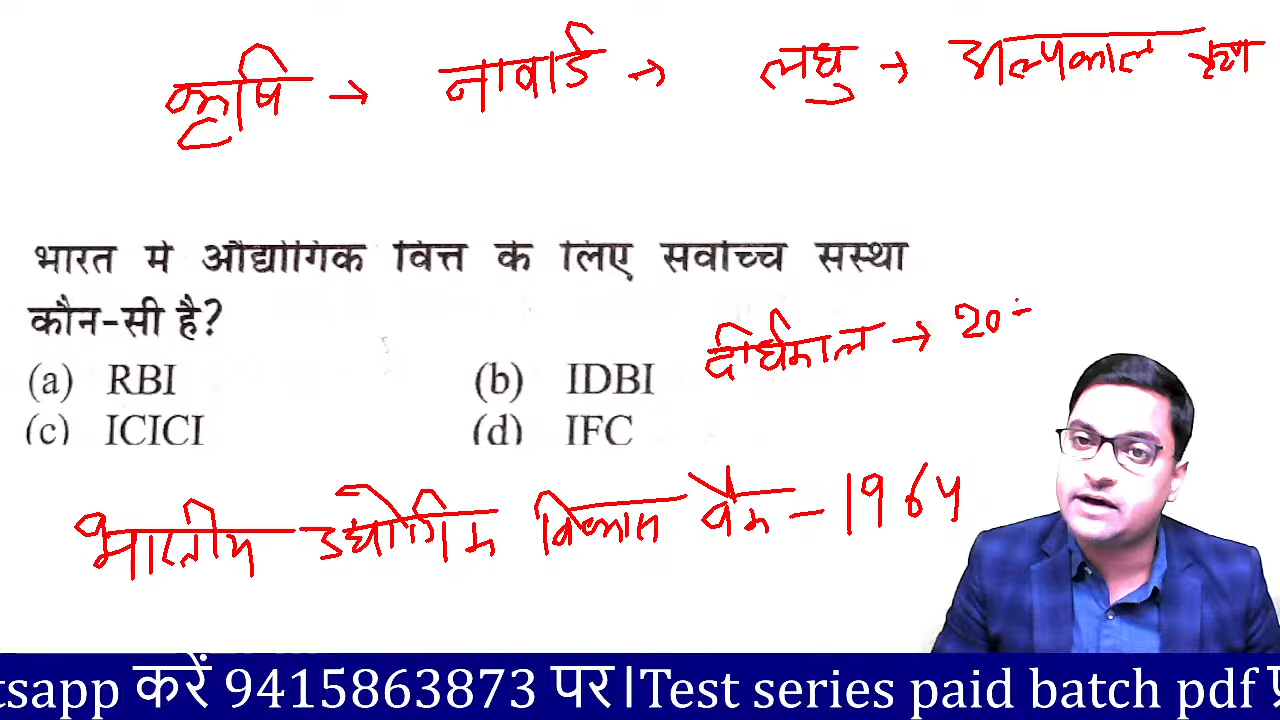 कृषि → नावार्ड → लघु → अल्पकाल ऋण
भारत में औद्योगिक वित्त के लिए सर्वोच्च संस्था
कौन-सी है?
दीर्घकाल → 20
(a) RBI (b) IDBI
(c) ICICI (d) IFC
भारतीय उद्योगिक विकास बैंक – 1964
tsapp करें 9415863873 पर।Test series paid batch pdf